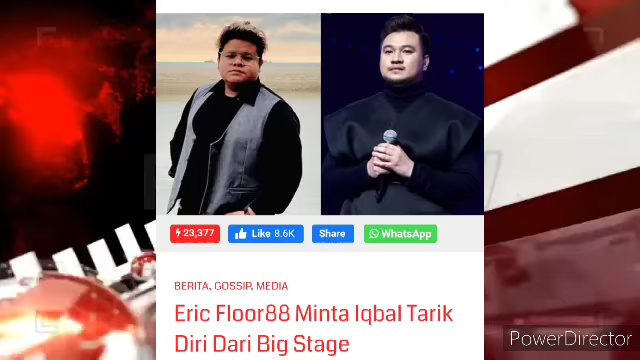 23,377
Like 8.6K
Share
WhatsApp
BERITA, GOSSIP, MEDIA
Eric Floor88 Minta Iqbal Tarik
Diri Dari Big Stage
PowerDirector